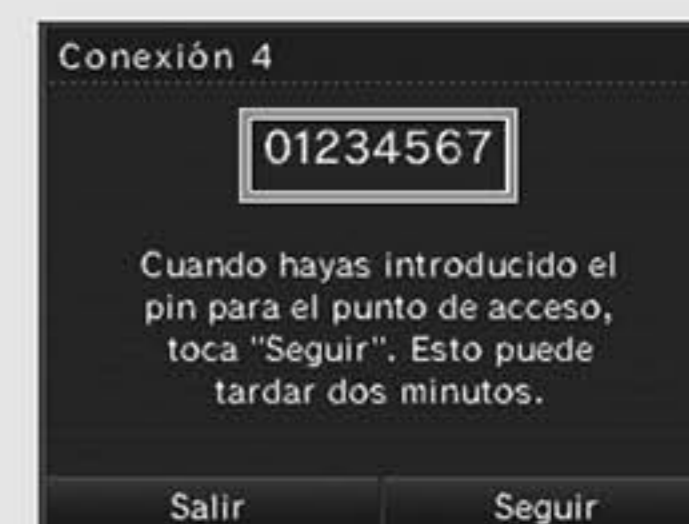 Conexión 4
01234567
Cuando hayas introducido el
pin para el punto de acceso,
toca "Seguir". Esto puede
tardar dos minutos.
Salir
Seguir